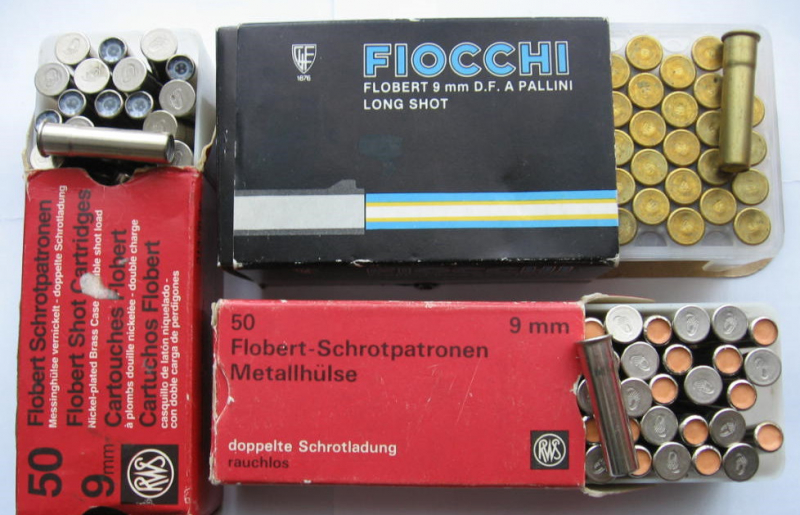 50
Flobert Schrotpatronen
Messinghülse vernickelt - doppelte Schrotladung
Flobert Shot Cartridges
Nickel-plated Brass Case double shot load
9mm
Cartouches Flobert
à plombs douille nickelée - double charge
Cartuchos Flobert
casquillo de latón niquelado -
con doble carga de perdigones
RWS
1876
FIOCCHI
FLOBERT 9 mm D.F. A PALLINI
LONG SHOT
50 9 mm
Flobert-Schrotpatronen
Metallhülse
doppelte Schrotladung
rauchlos
RWS